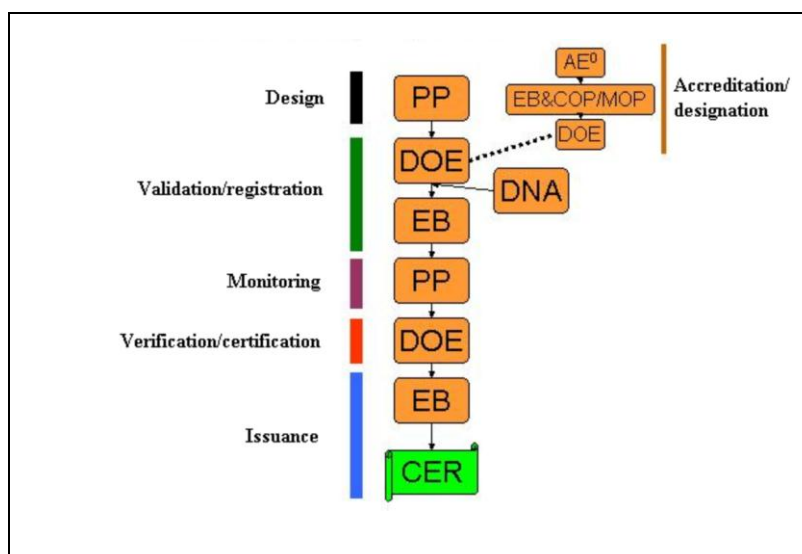 AE⁰
EB&COP/MOP
DOE
Accreditation/
designation
Design
PP
DOE
Validation/registration
DNA
EB
Monitoring
PP
Verification/certification
DOE
EB
Issuance
CER